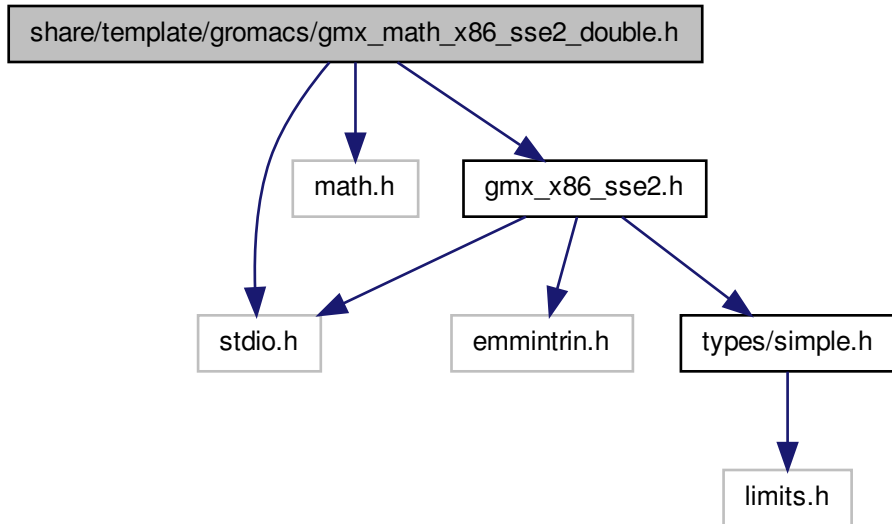 share/template/gromacs/gmx_math_x86_sse2_double.h
math.h
gmx_x86_sse2.h
stdio.h
emmintrin.h
types/simple.h
limits.h